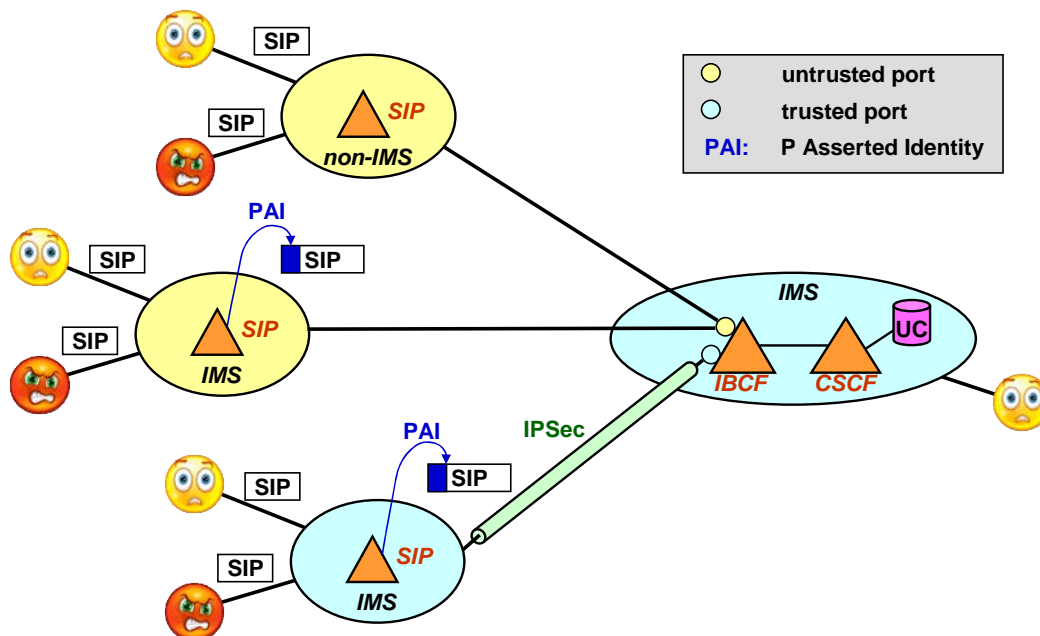 SIP
SIP
SIP
non-IMS
untrusted port
trusted port
PAI: P Asserted Identity
PAI
SIP
SIP
SIP
SIP
IMS
IMS
UC
IBCF
CSCF
IPSec
PAI
SIP
SIP
SIP
SIP
IMS